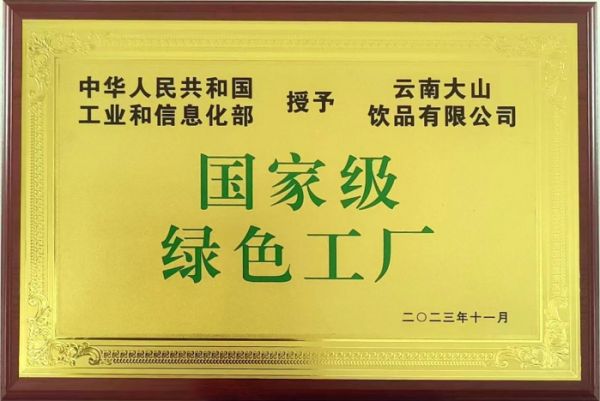 中华人民共和国
工业和信息化部
授予
云南大山
饮品有限公司
国家级
绿色工厂
二〇二三年十一月